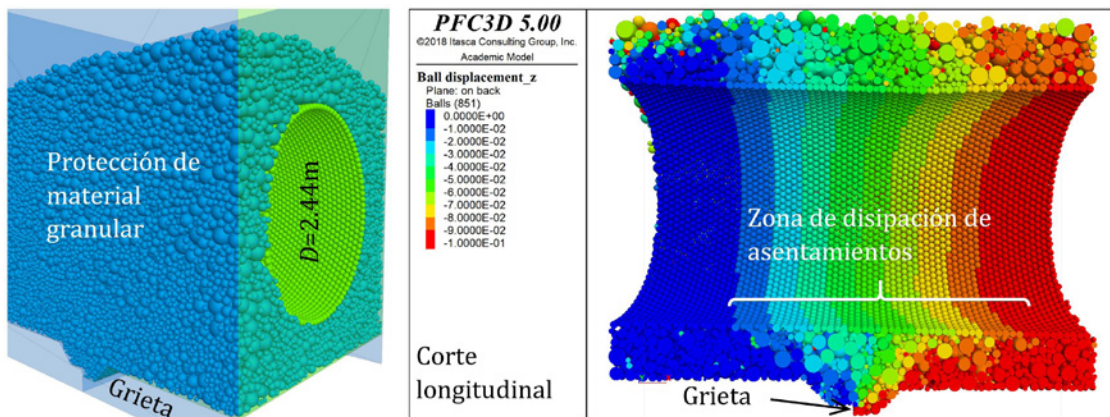 Protección de
material
granular
D=2.44m
Grieta
PFC3D 5.00
©2018 Itasca Consulting Group, Inc.
Academic Model
Ball displacement_z
Plane: on back
Balls (851)
0.0000E+00
-1.0000E-02
-2.0000E-02
-3.0000E-02
-4.0000E-02
-5.0000E-02
-6.0000E-02
-7.0000E-02
-8.0000E-02
-9.0000E-02
-1.0000E-01
Corte
longitudinal
Zona de disipación de
asentamientos
Grieta